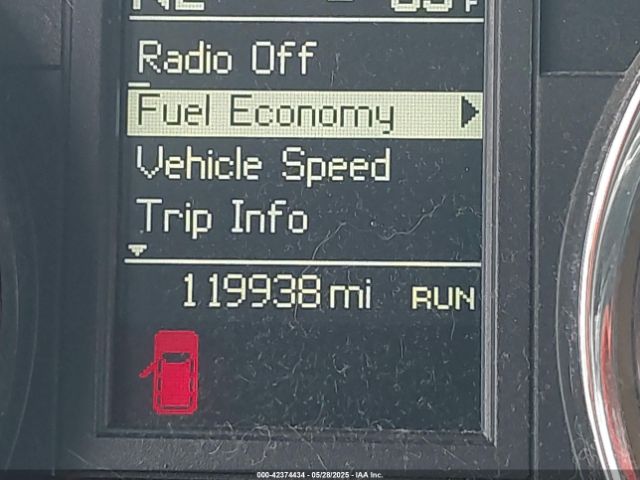 Radio Off
Fuel Economy
Vehicle Speed
Trip Info
119938 mi RUN
000-42374434 - 05/28/2025 - IAA Inc.